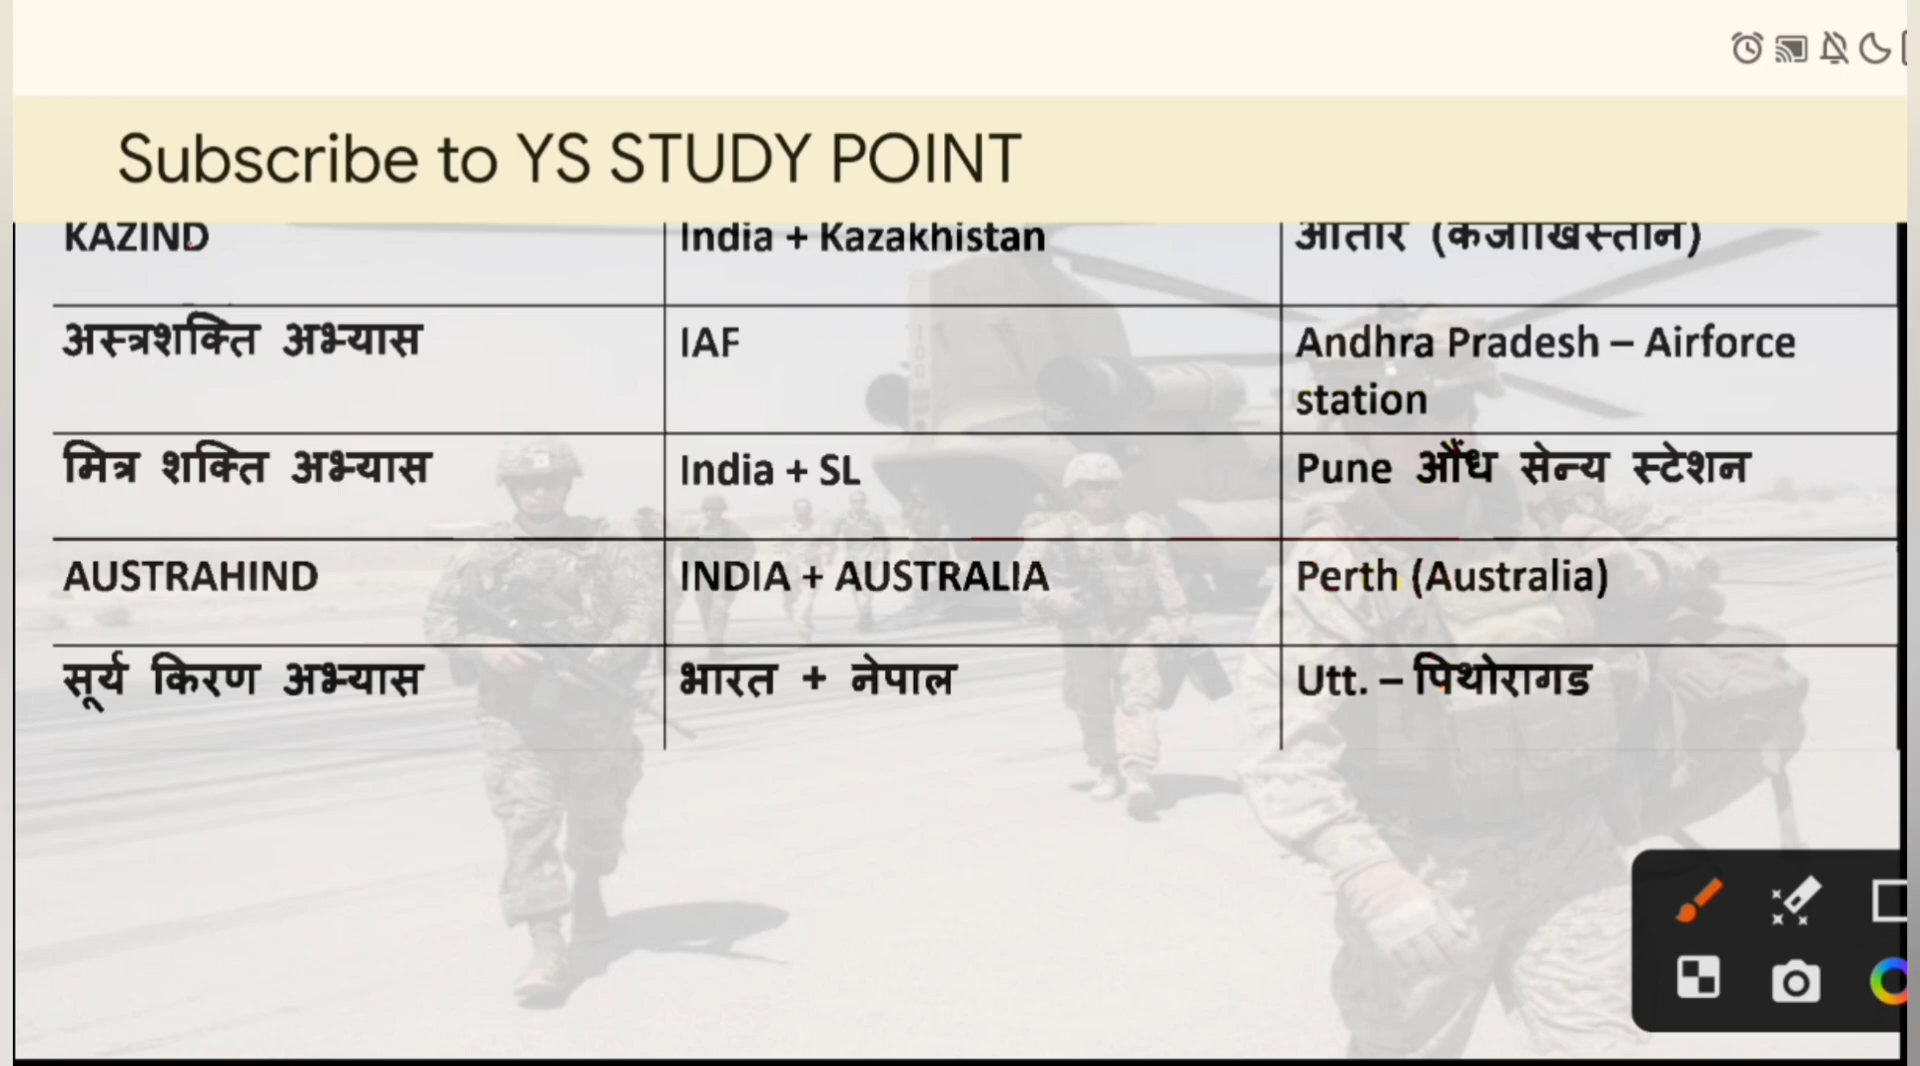 Subscribe to YS STUDY POINT
KAZIND India + Kazakhistan (कजाखिस्तान)
अस्त्रशक्ति अभ्यास IAF Andhra Pradesh – Airforce
station
मित्र शक्ति अभ्यास India + SL Pune औंध सेन्य स्टेशन
AUSTRAHIND INDIA + AUSTRALIA Perth (Australia)
सूर्य किरण अभ्यास भारत + नेपाल Utt. – पिथोरागड